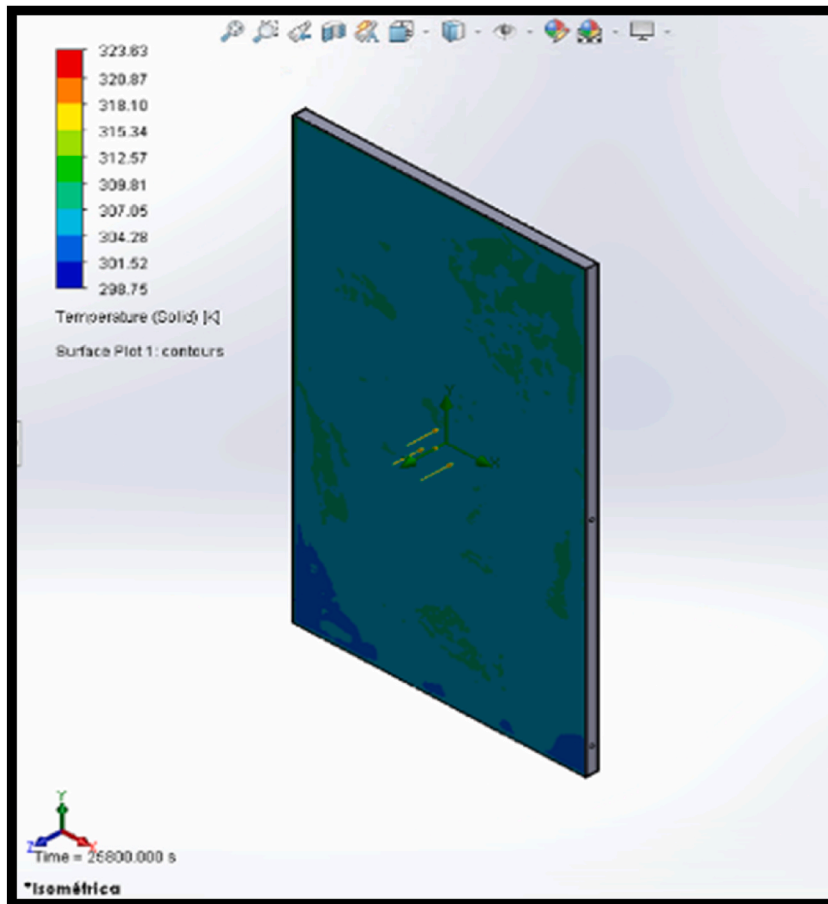 323.63
320.87
318.10
315.34
312.57
309.81
307.05
304.28
301.52
298.75
Temperature (Solid) [K]
Surface Plot 1: contours
Y
X
Y
Z
X
Time = 25800.000 s
*Isométrica